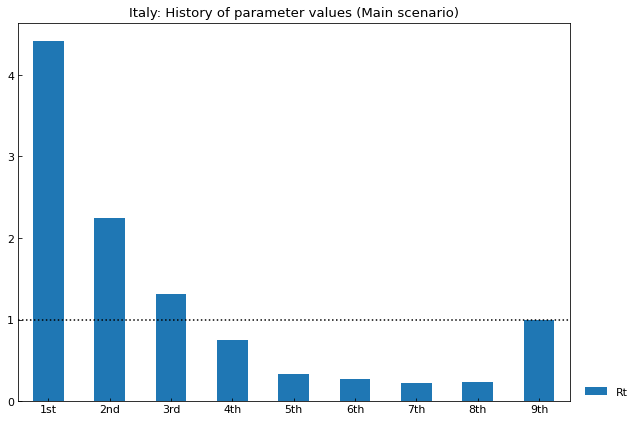 Italy: History of parameter values (Main scenario)
4
3
2
1
0
1st 2nd 3rd 4th 5th 6th 7th 8th 9th
Rt